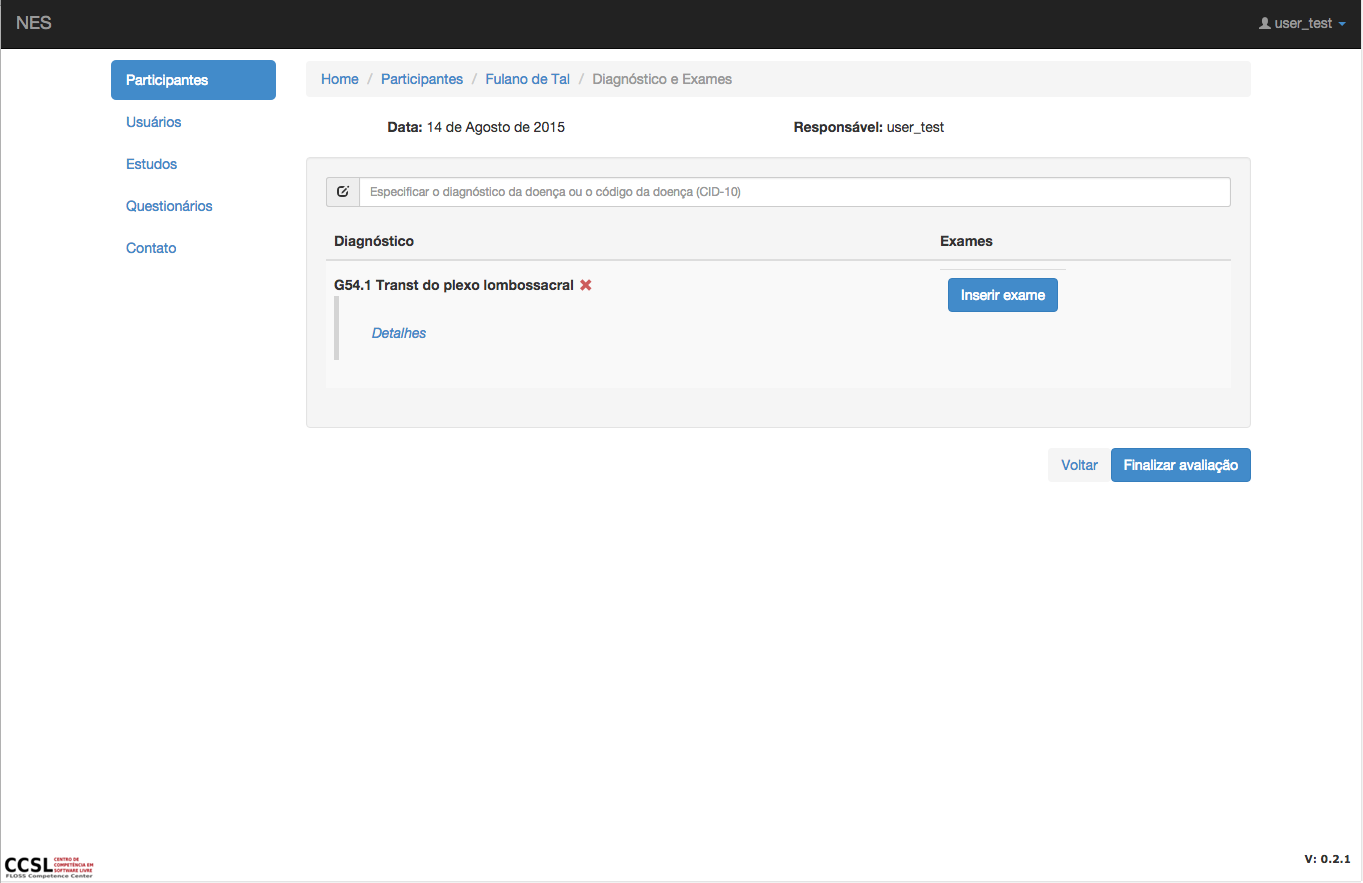 NES
user_test
Participantes
Usuários
Estudos
Questionários
Contato
Home / Participantes / Fulano de Tal / Diagnóstico e Exames
Data: 14 de Agosto de 2015 Responsável: user_test
Especificar o diagnóstico da doença ou o código da doença (CID-10)
Diagnóstico Exames
G54.1 Transt do plexo lombossacral
Inserir exame
Detalhes
Voltar Finalizar avaliação
CCSL
CENTRO DE
COMPETÊNCIA EM
SOFTWARE LIVRE
FLOSS Competence Center
V: 0.2.1